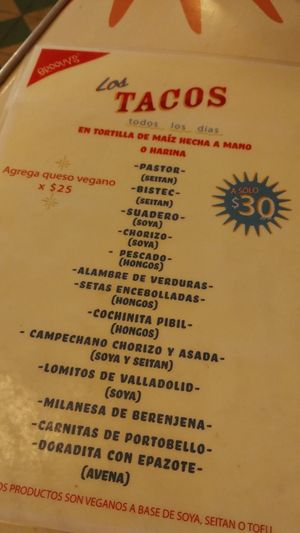 groovy's
Los
TACOS
todos los días
EN TORTILLA DE MAÍZ HECHA A MANO
O HARINA
Agrega queso vegano
x $25
A SOLO
$30
-PASTOR-
(SEITAN)
-BISTEC-
(SEITAN)
-SUADERO-
(SOYA)
-CHORIZO-
(SOYA)
- PESCADO-
(HONGOS)
-ALAMBRE DE VERDURAS-
-SETAS ENCEBOLLADAS-
(HONGOS)
-COCHINITA PIBIL-
(HONGOS)
- CAMPECHANO CHORIZO Y ASADA-
(SOYA Y SEITAN)
-LOMITOS DE VALLADOLID-
(SOYA)
-MILANESA DE BERENJENA-
-CARNITAS DE PORTOBELLO-
-DORADITA CON EPAZOTE-
(AVENA)
OS PRODUCTOS SON VEGANOS A BASE DE SOYA, SEITAN O TOFU